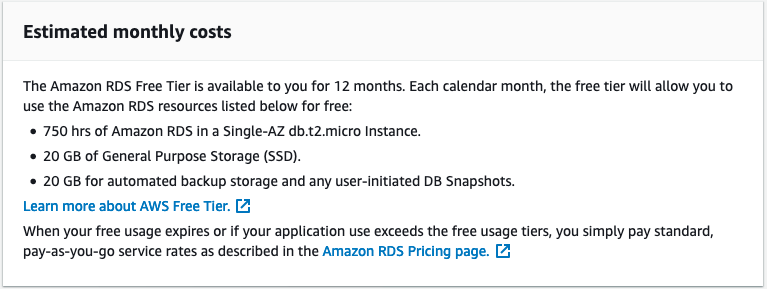 Estimated monthly costs
The Amazon RDS Free Tier is available to you for 12 months. Each calendar month, the free tier will allow you to
use the Amazon RDS resources listed below for free:
• 750 hrs of Amazon RDS in a Single-AZ db.t2.micro Instance.
• 20 GB of General Purpose Storage (SSD).
• 20 GB for automated backup storage and any user-initiated DB Snapshots.
Learn more about AWS Free Tier.
When your free usage expires or if your application use exceeds the free usage tiers, you simply pay standard,
pay-as-you-go service rates as described in the Amazon RDS Pricing page.